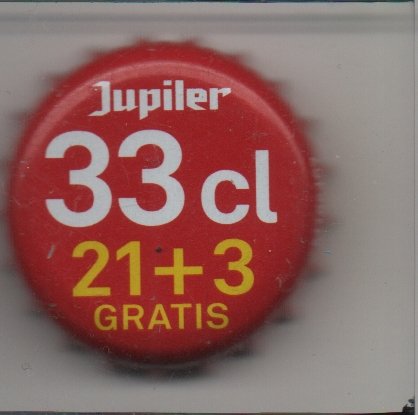 Jupiler
33 cl
21+3
GRATIS